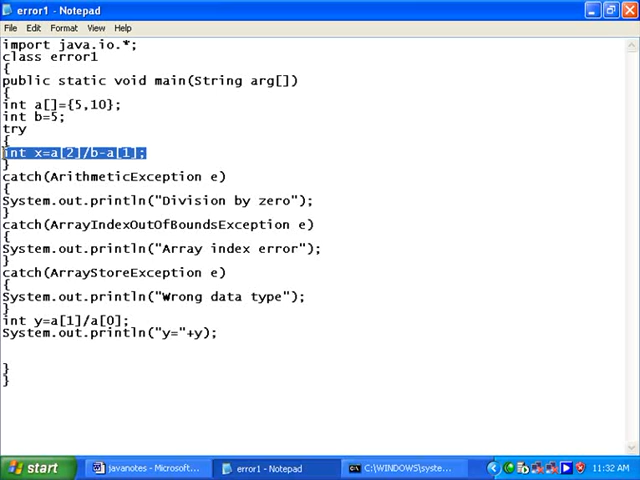 error1 - Notepad
File Edit Format View Help
import java.io.*;
class error1
{
public static void main(String arg[])
{
int a[]={5,10};
int b=5;
try
{
int x=a[2]/b-a[1];
}
catch(ArithmeticException e)
{
System.out.println("Division by zero");
}
catch(ArrayIndexOutOfBoundsException e)
{
System.out.println("Array index error");
}
catch(ArrayStoreException e)
{
System.out.println("Wrong data type");
}
int y=a[1]/a[0];
System.out.println("y="+y);
}
}
start javanotes - Microsoft... error1 - Notepad C:\WINDOWS\syste... 11:32 AM